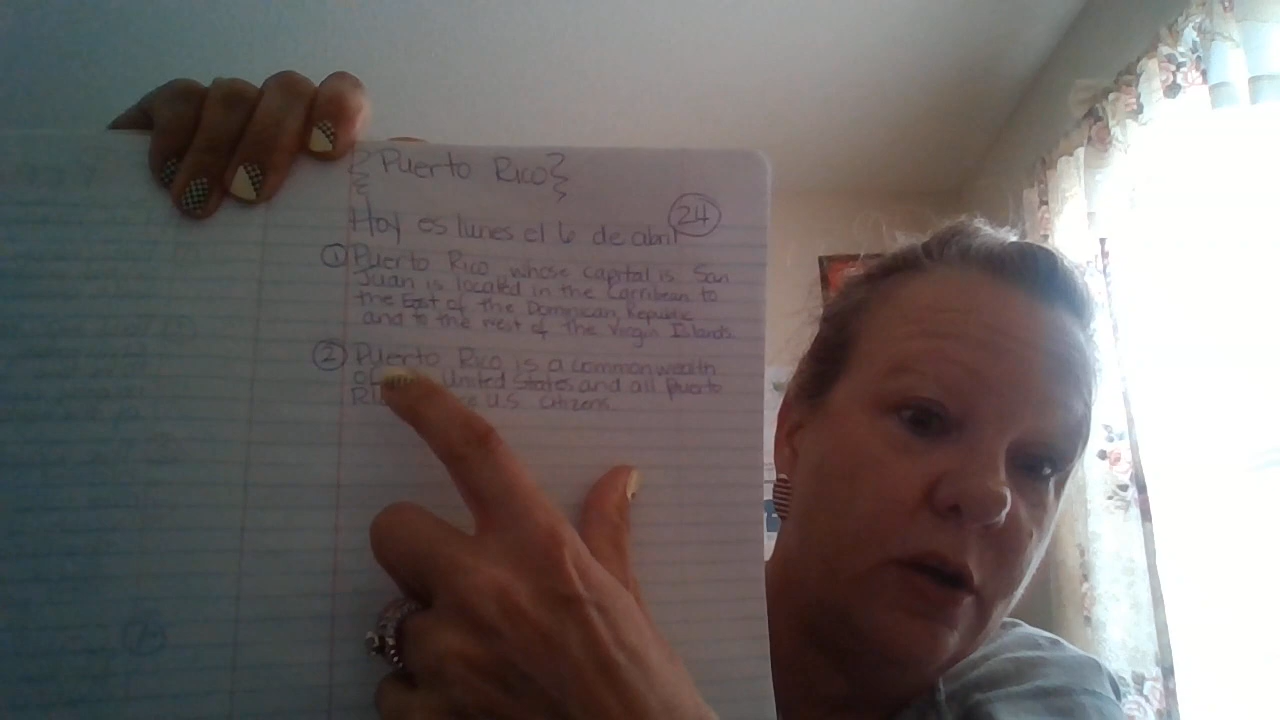 Puerto Rico
24
Hoy es lunes el 6 de abril
① Puerto Rico, whose capital is San
Juan is located in the Carribean to
the East of the Dominican Republic
and to the west of the Virgin Islands.
② Puerto Rico is a commonwealth
United States and all Puerto
U.S. Citizens.